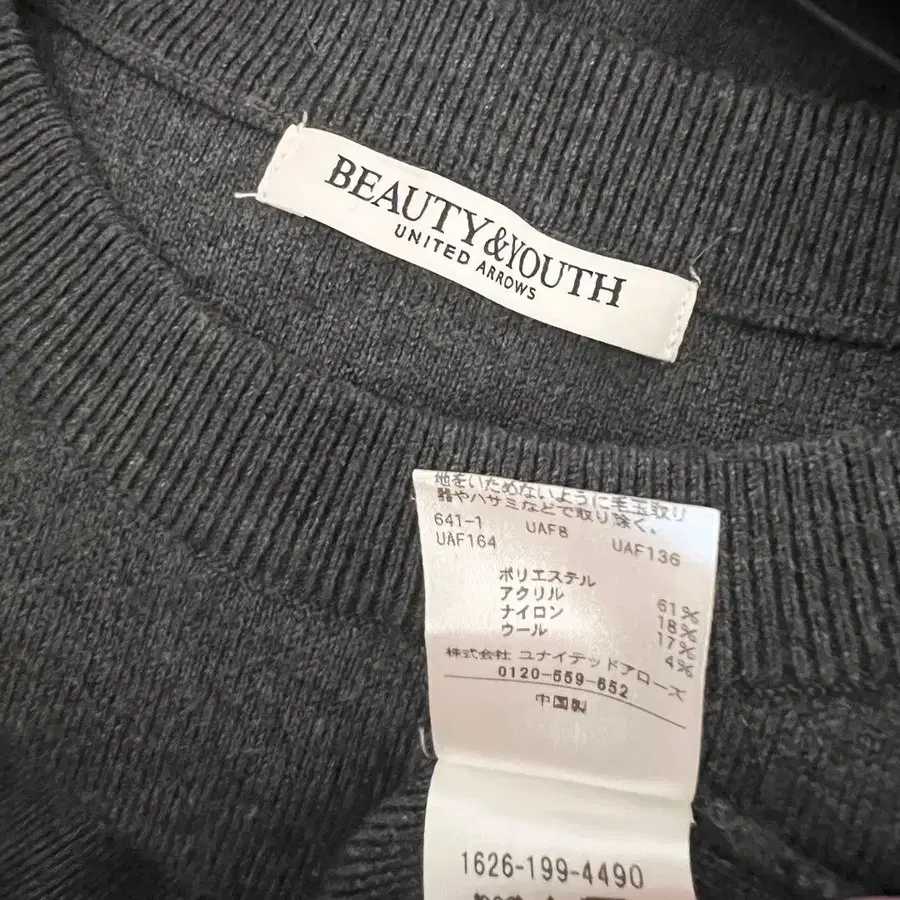 BEAUTY&YOUTH
UNITED ARROWS
地をいためないように毛玉取り
器やハサミなどで取り除く。
641-1 UAF8 UAF136
UAF164
ポリエステル 61%
アクリル 18%
ナイロン 17%
ウール 4%
株式会社 ユナイテッドアローズ
0120-559-652
中国製
1626-199-4490